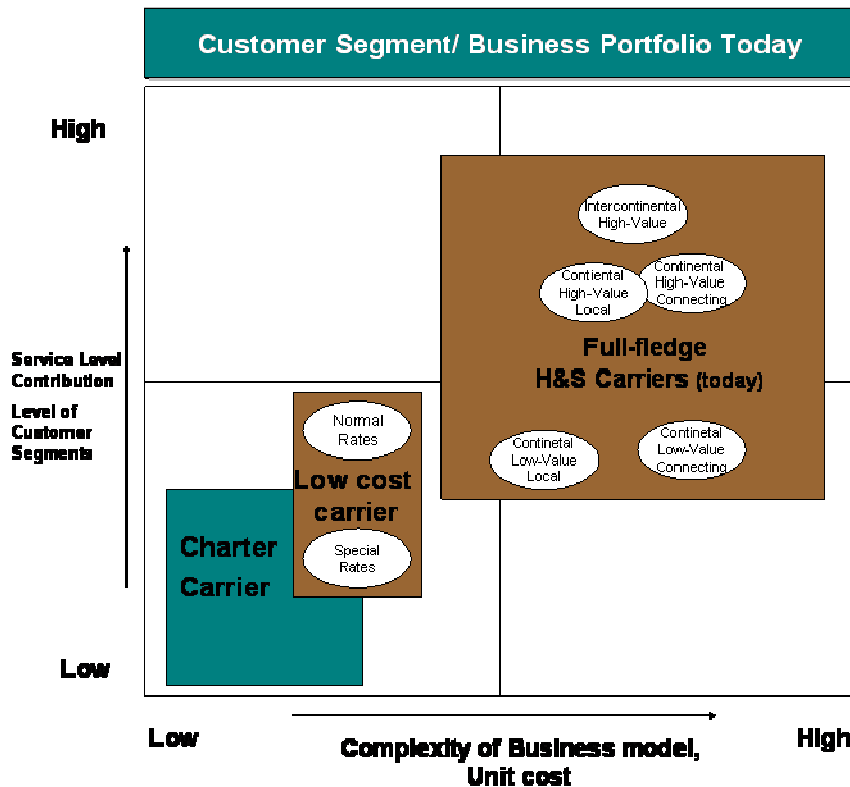 Customer Segment/ Business Portfolio Today
High
Intercontinental
High-Value
Contiental
High-Value
Local
Continental
High-Value
Connecting
Full-fledge
H&S Carriers (today)
Service Level
Contribution
Level of
Customer
Segments
Normal
Rates
Continetal
Low-Value
Local
Continetal
Low-Value
Connecting
Low cost
carrier
Charter
Carrier
Special
Rates
Low
Low
High
Complexity of Business model,
Unit cost